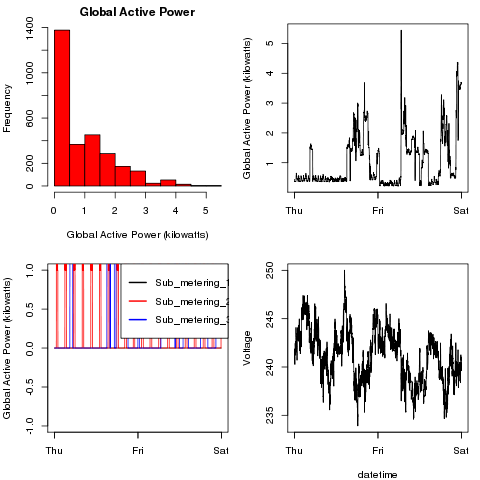 Global Active Power
Frequency
0 200 600 1000 1400
0 1 2 3 4 5
Global Active Power (kilowatts)
Global Active Power (kilowatts)
1 2 3 4 5
Thu Fri Sat
Global Active Power (kilowatts)
-1.0 -0.5 0.0 0.5 1.0
Sub_metering_1
Sub_metering_2
Sub_metering_3
Thu Fri Sat
Voltage
235 240 245 250
Thu Fri Sat
datetime